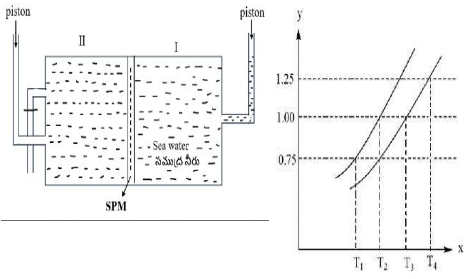 piston
piston
II
I
Sea water
సముద్ర నీరు
SPM
y
1.25
1.00
0.75
x
T1 T2 T3 T4